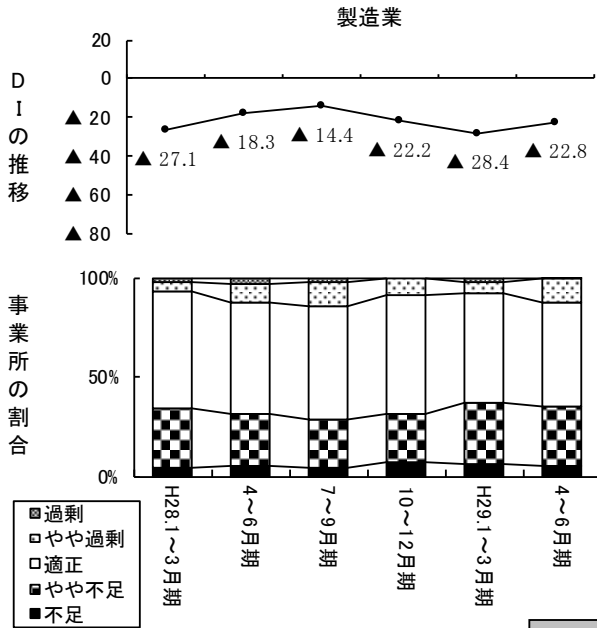 製造業
DIの推移
20
0
▲ 20
▲ 40
▲ 60
▲ 80
▲ 27.1
▲ 18.3
▲ 14.4
▲ 22.2
▲ 28.4
▲ 22.8
事業所の割合
100%
50%
0%
H28.1～3月期
4～6月期
7～9月期
10～12月期
H29.1～3月期
4～6月期
過剰
やや過剰
適正
やや不足
不足